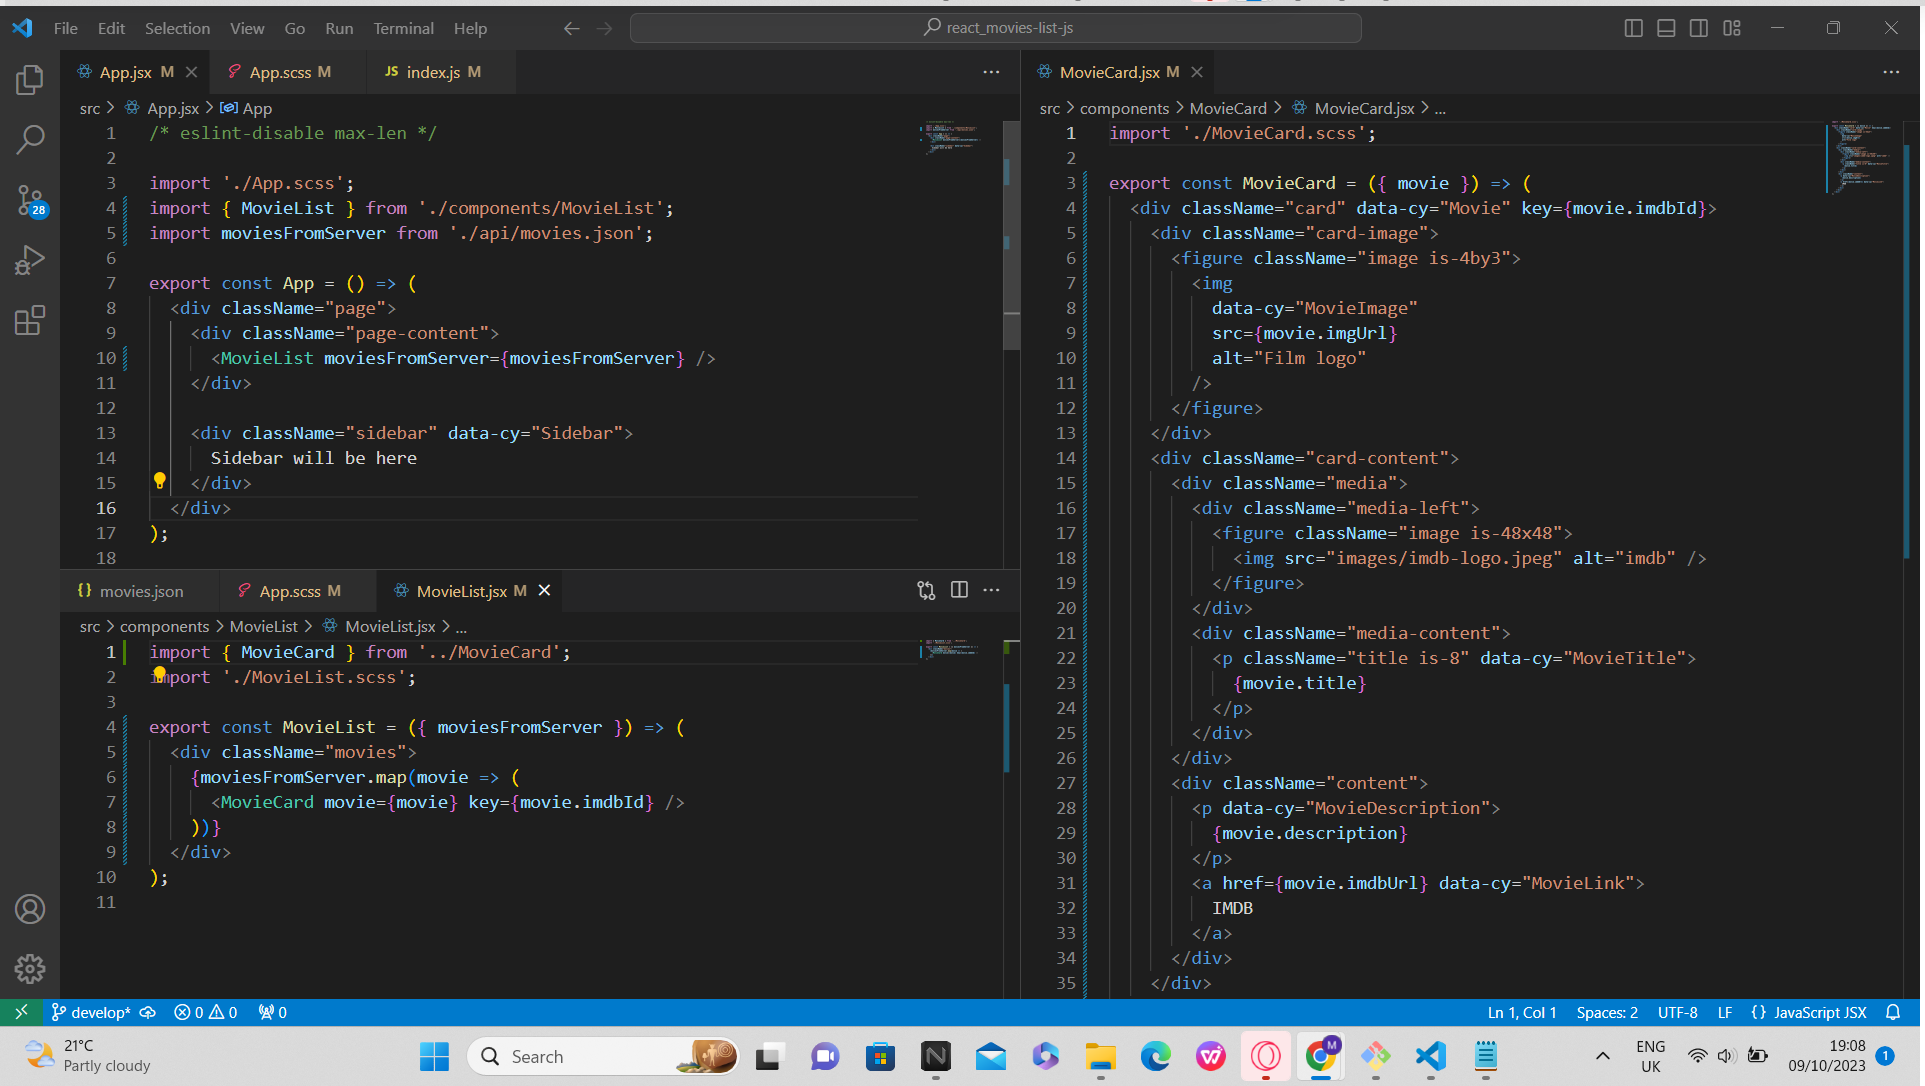 File Edit Selection View Go Run Terminal Help
react_movies-list-js
App.jsx M
App.scss M
JS index.js M
src > App.jsx > App
1 /* eslint-disable max-len */
2
3 import './App.scss';
4 import { MovieList } from './components/MovieList';
5 import moviesFromServer from './api/movies.json';
6
7 export const App = () => (
8 <div className="page">
9 <div className="page-content">
10 <MovieList moviesFromServer={moviesFromServer} />
11 </div>
12
13 <div className="sidebar" data-cy="Sidebar">
14 Sidebar will be here
15 </div>
16 </div>
17 );
18
{} movies.json
App.scss M
MovieList.jsx M
src > components > MovieList > MovieList.jsx > ...
1 import { MovieCard } from '../MovieCard';
2 import './MovieList.scss';
3
4 export const MovieList = ({ moviesFromServer }) => (
5 <div className="movies">
6 {moviesFromServer.map(movie => (
7 <MovieCard movie={movie} key={movie.imdbId} />
8 ))}
9 </div>
10 );
11
MovieCard.jsx M
src > components > MovieCard > MovieCard.jsx > ...
1 import './MovieCard.scss';
2
3 export const MovieCard = ({ movie }) => (
4 <div className="card" data-cy="Movie" key={movie.imdbId}>
5 <div className="card-image">
6 <figure className="image is-4by3">
7 <img
8 data-cy="MovieImage"
9 src={movie.imgUrl}
10 alt="Film logo"
11 />
12 </figure>
13 </div>
14 <div className="card-content">
15 <div className="media">
16 <div className="media-left">
17 <figure className="image is-48x48">
18 <img src="images/imdb-logo.jpeg" alt="imdb" />
19 </figure>
20 </div>
21 <div className="media-content">
22 <p className="title is-8" data-cy="MovieTitle">
23 {movie.title}
24 </p>
25 </div>
26 </div>
27 <div className="content">
28 <p data-cy="MovieDescription">
29 {movie.description}
30 </p>
31 <a href={movie.imdbUrl} data-cy="MovieLink">
32 IMDB
33 </a>
34 </div>
35 </div>
28
develop* 0 0 0
Ln 1, Col 1 Spaces: 2 UTF-8 LF {} JavaScript JSX
21°C
Partly cloudy
Search
M
ENG
UK
19:08
09/10/2023
1